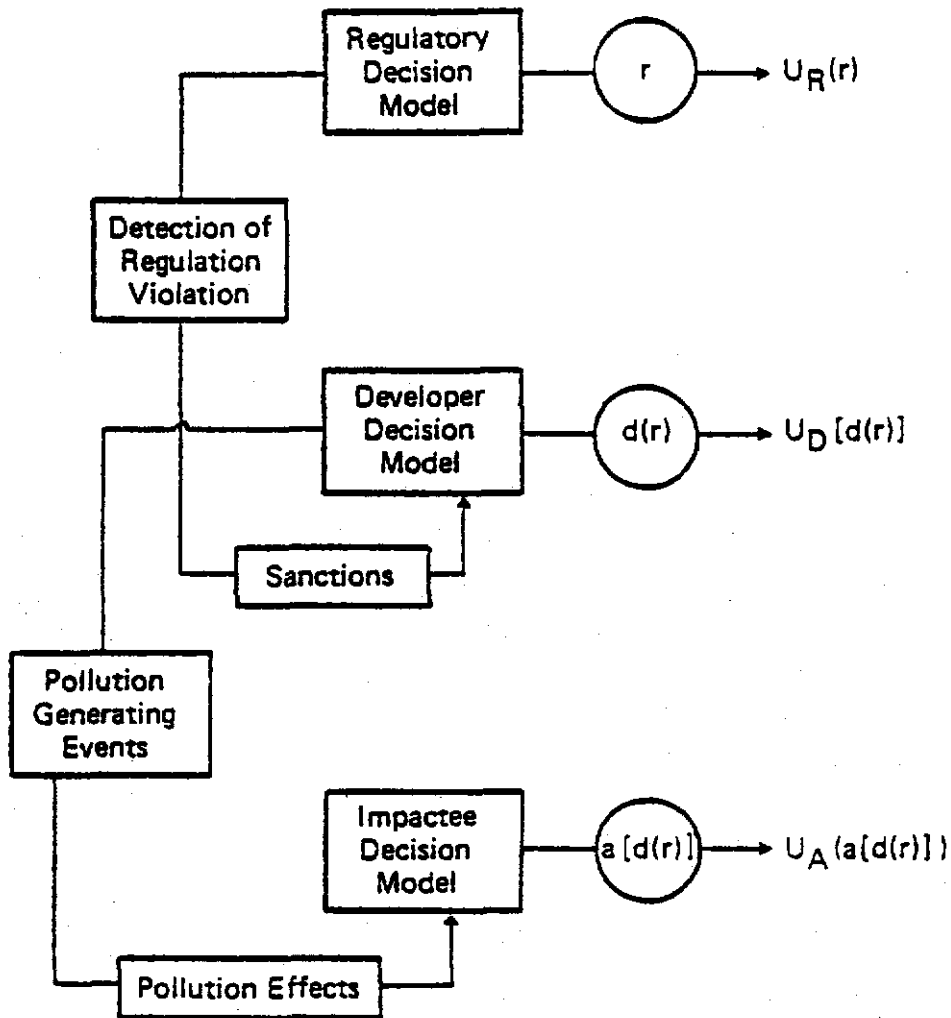 Regulatory
Decision
Model
r
U_R(r)
Detection of
Regulation
Violation
Developer
Decision
Model
d(r)
U_D[d(r)]
Sanctions
Pollution
Generating
Events
Impactee
Decision
Model
a[d(r)]
U_A(a[d(r)])
Pollution Effects